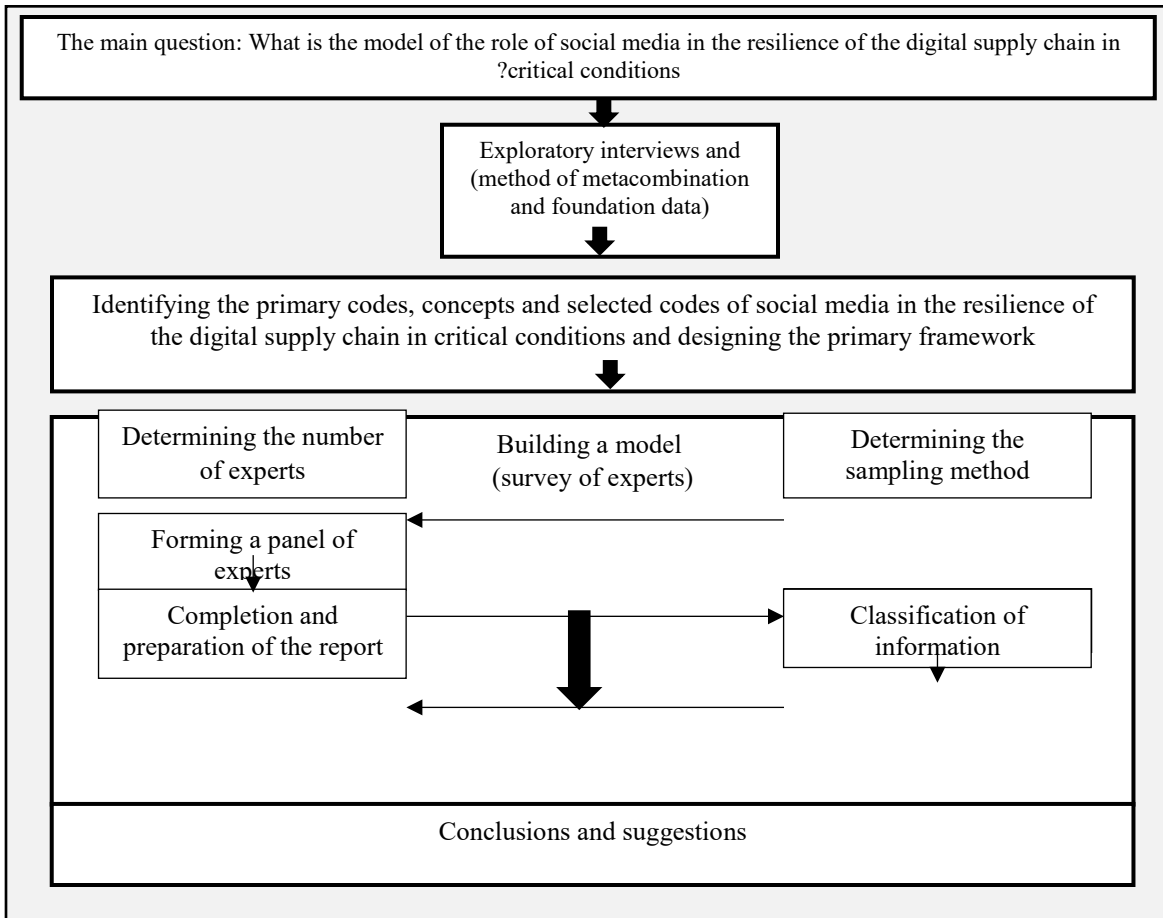 The main question: What is the model of the role of social media in the resilience of the digital supply chain in
?critical conditions
Exploratory interviews and
(method of metacombination
and foundation data)
Identifying the primary codes, concepts and selected codes of social media in the resilience of
the digital supply chain in critical conditions and designing the primary framework
Determining the number
of experts
Building a model
(survey of experts)
Determining the
sampling method
Forming a panel of
experts
Completion and
preparation of the report
Classification of
information
Conclusions and suggestions